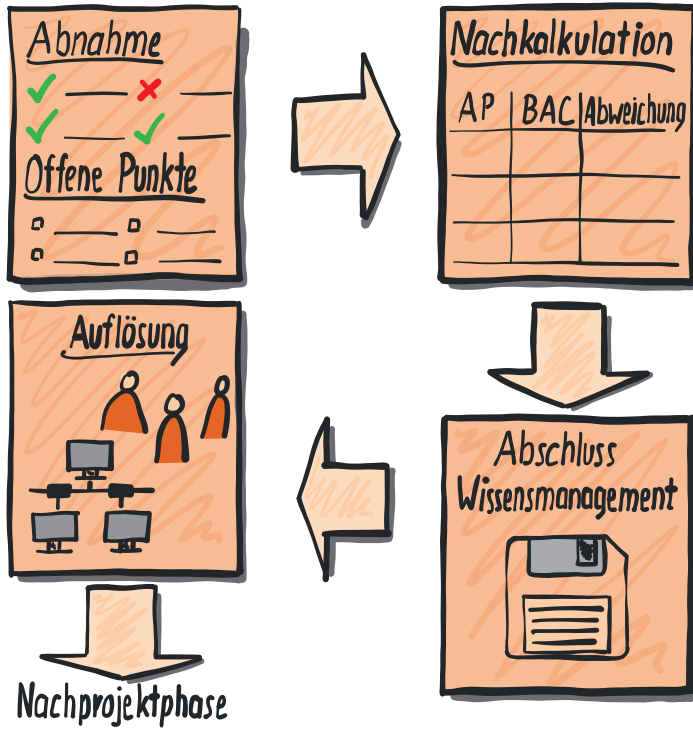 Abnahme
Offene Punkte
Nachkalkulation
AP BAC Abweichung
Abschluss
Wissensmanagement
Auflösung
Nachprojektphase